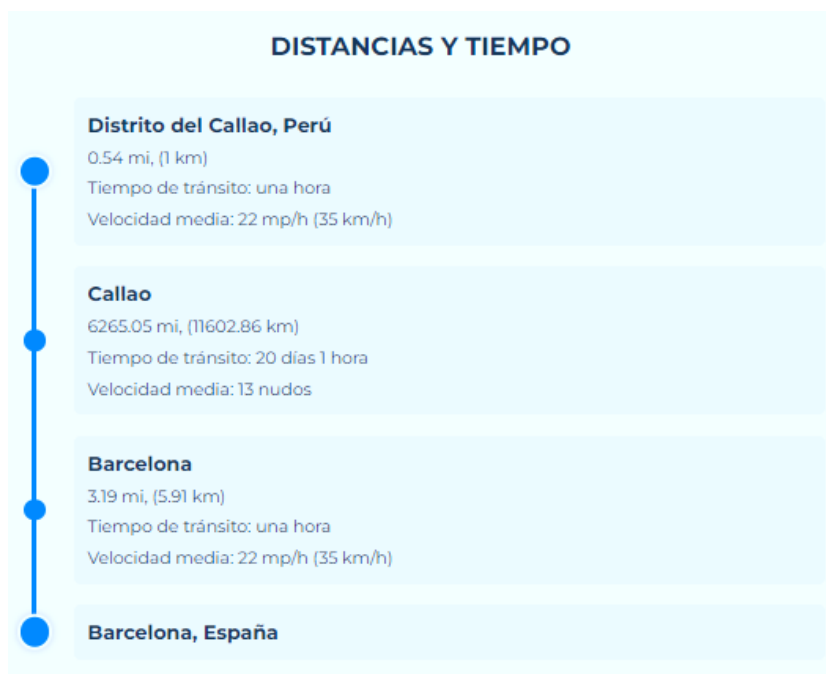 DISTANCIAS Y TIEMPO
Distrito del Callao, Perú
0.54 mi, (1 km)
Tiempo de tránsito: una hora
Velocidad media: 22 mp/h (35 km/h)
Callao
6265.05 mi, (11602.86 km)
Tiempo de tránsito: 20 días 1 hora
Velocidad media: 13 nudos
Barcelona
3.19 mi, (5.91 km)
Tiempo de tránsito: una hora
Velocidad media: 22 mp/h (35 km/h)
Barcelona, España